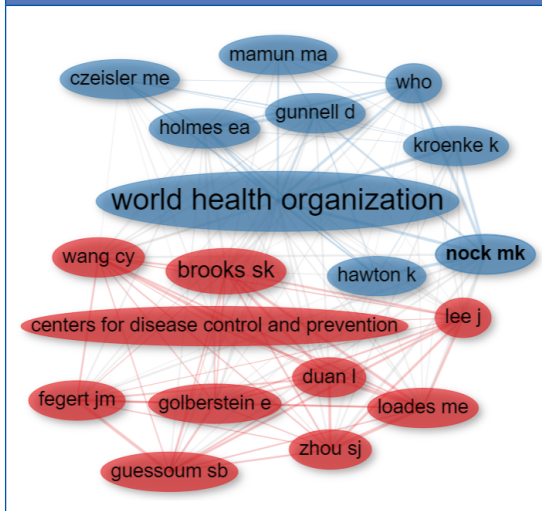 mamun ma
czeisler me
who
gunnell d
holmes ea
kroenke k
world health organization
nock mk
wang cy
brooks sk
hawton k
lee j
centers for disease control and prevention
duan l
fegert jm
golberstein e
loades me
zhou sj
guessoum sb